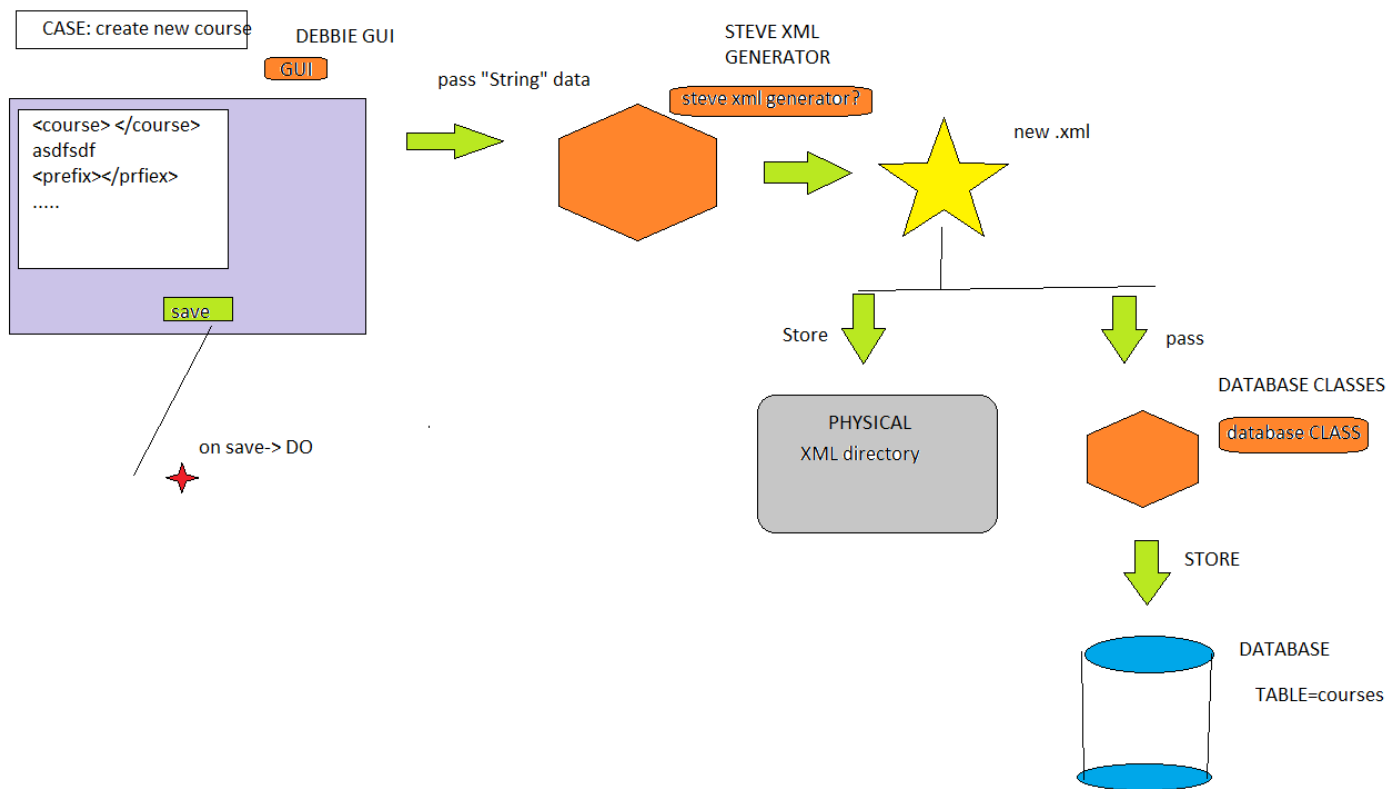 CASE: create new course
DEBBIE GUI
GUI
<course> </course>
asdfsdf
<prefix></prfiex>
.....
save
on save-> DO
pass "String" data
STEVE XML
GENERATOR
steve xml generator?
new .xml
Store
pass
PHYSICAL
XML directory
DATABASE CLASSES
database CLASS
STORE
DATABASE
TABLE=courses